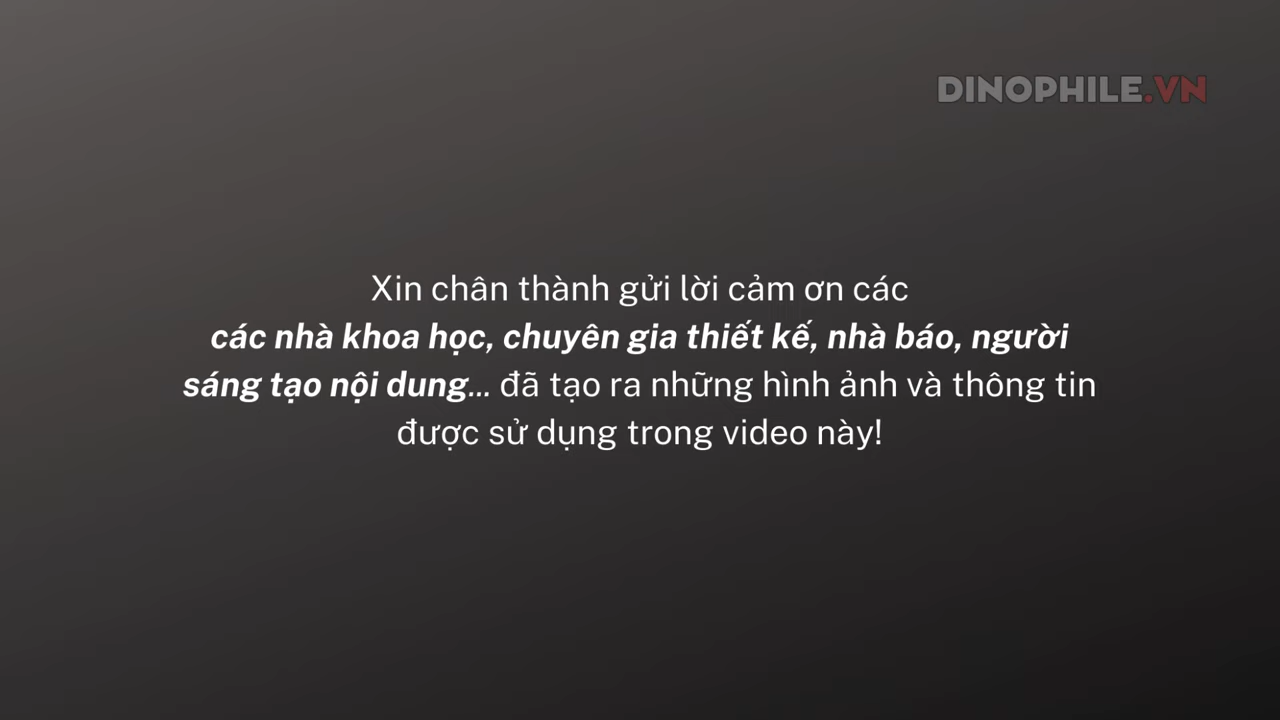 DINOPHILE.VN
Xin chân thành gửi lời cảm ơn các
các nhà khoa học, chuyên gia thiết kế, nhà báo, người
sáng tạo nội dung... đã tạo ra những hình ảnh và thông tin
được sử dụng trong video này!